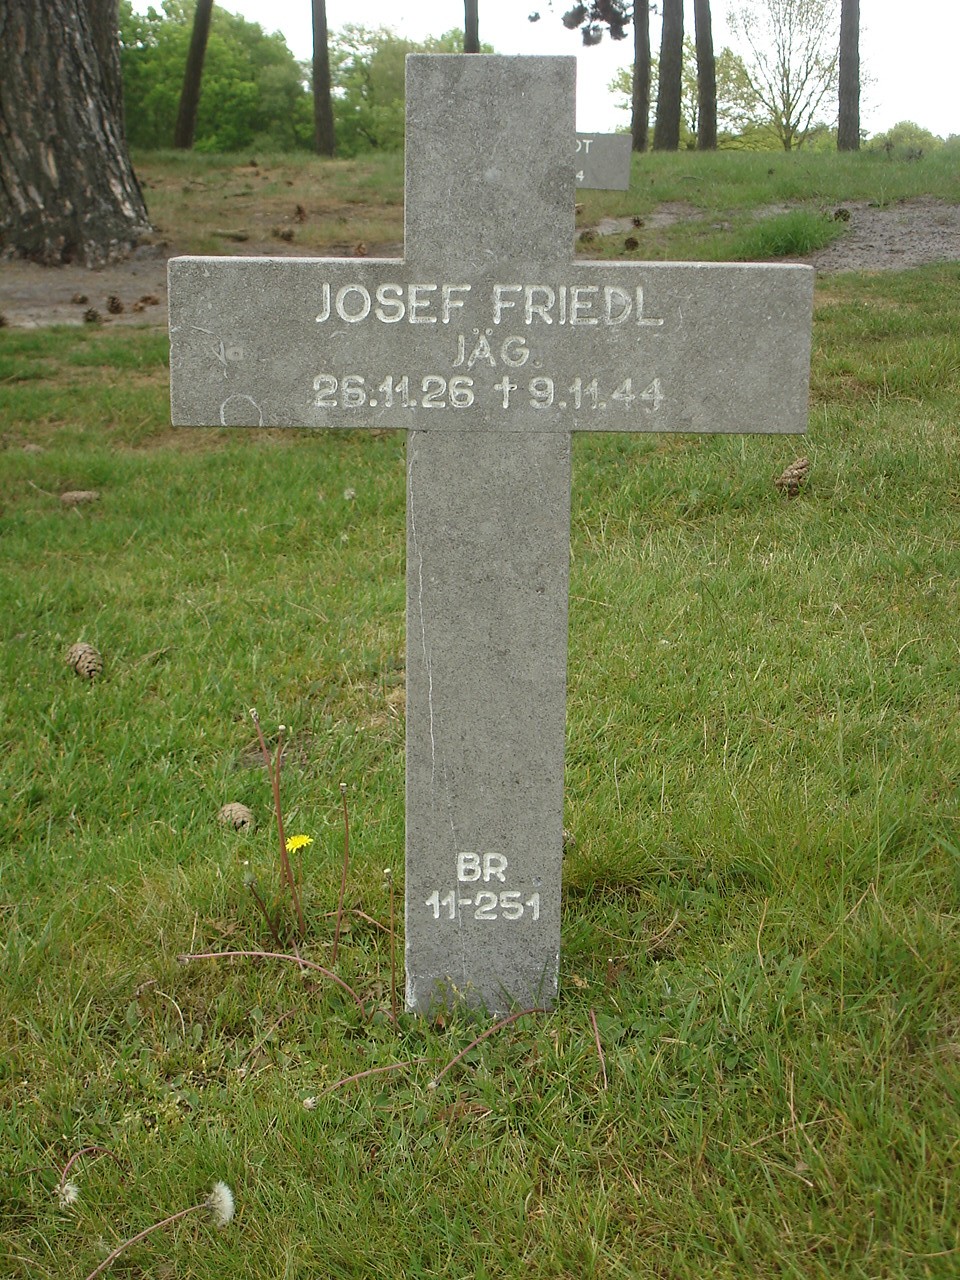 JOSEF FRIEDL
JÄG.
26.11.26 † 9.11.44
BR
11-251